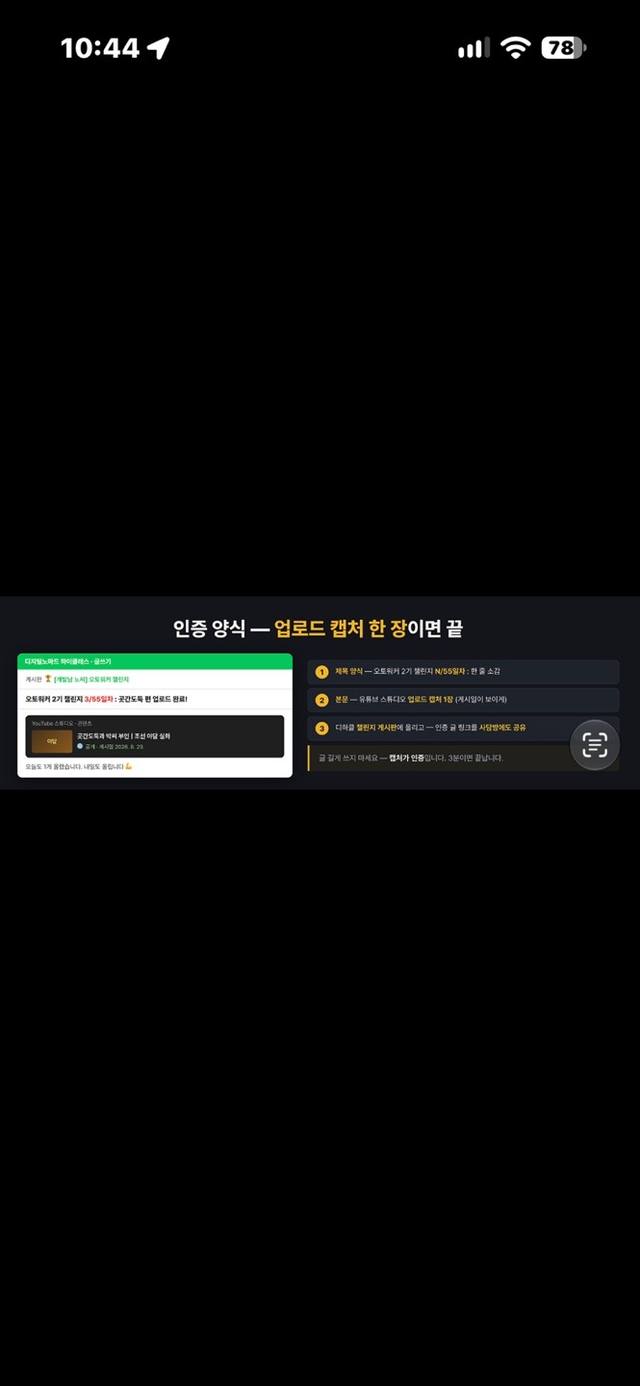 10:44
78
인증 양식 — 업로드 캡처 한 장이면 끝
디지털노마드 하이클래스 · 글쓰기
게시판 🏆 [개발남 노씨] 오토워커 챌린지
오토워커 2기 챌린지 3/55일차 : 곳간도둑 편 업로드 완료!
YouTube 스튜디오 · 콘텐츠
야담
곳간도둑과 박씨 부인 | 조선 야담 실화
공개 · 게시일 2026. 8. 23.
오늘도 1개 올렸습니다. 내일도 올립니다 💪
1 제목 양식 — 오토워커 2기 챌린지 N/55일차 : 한 줄 소감
2 본문 — 유튜브 스튜디오 업로드 캡처 1장 (게시일이 보이게)
3 디하클 챌린지 게시판에 올리고 — 인증 글 링크를 사담방에도 공유
글 길게 쓰지 마세요 — 캡처가 인증입니다. 3분이면 끝납니다.